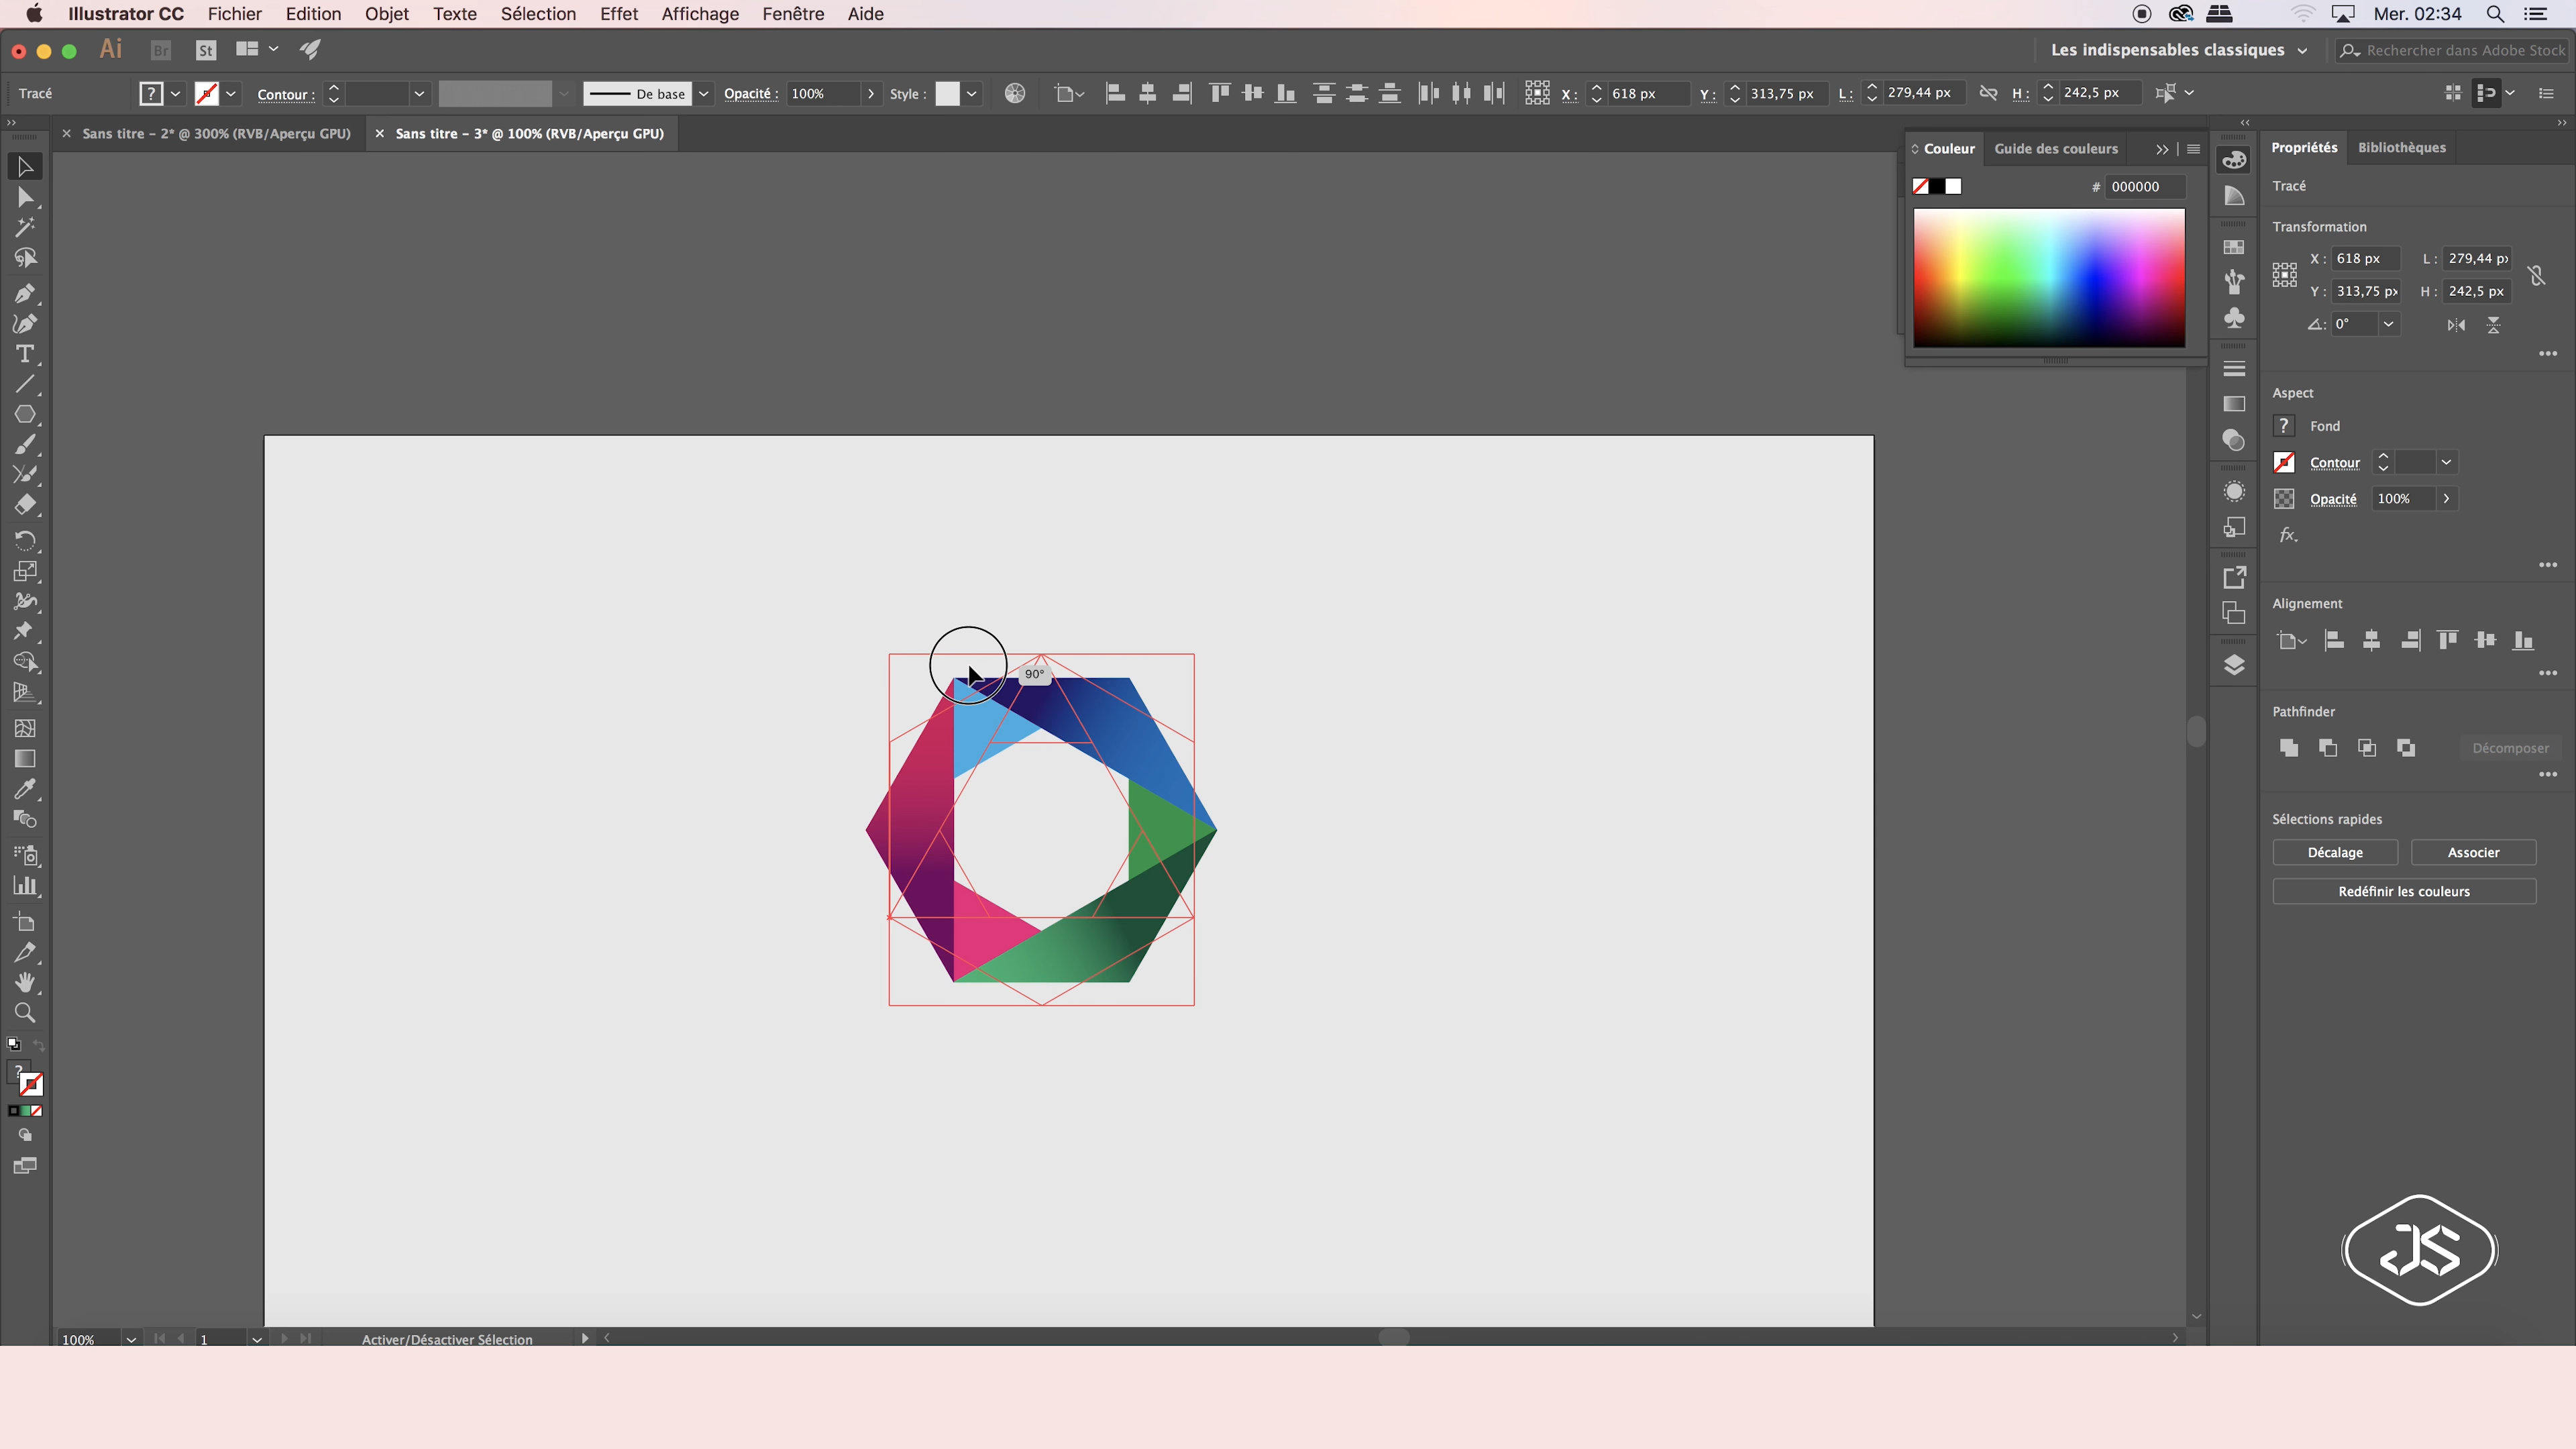 Illustrator CC Fichier Edition Objet Texte Sélection Effet Affichage Fenêtre Aide Mer. 02:34
Ai Br St Les indispensables classiques Rechercher dans Adobe Stock
Tracé ? Contour : De base Opacité : 100% Style : X : 618 px Y : 313,75 px L : 279,44 px H : 242,5 px
Sans titre - 2* @ 300% (RVB/Aperçu GPU) Sans titre - 3* @ 100% (RVB/Aperçu GPU)
Couleur Guide des couleurs
# 000000
Propriétés Bibliothèques
Tracé
Transformation
X : 618 px L : 279,44 px
Y : 313,75 px H : 242,5 px
0°
Aspect
? Fond
Contour
Opacité 100%
fx.
Alignement
Pathfinder
Décomposer
Sélections rapides
Décalage Associer
Redéfinir les couleurs
90°
?
JS
100% 1 Activer/Désactiver Sélection